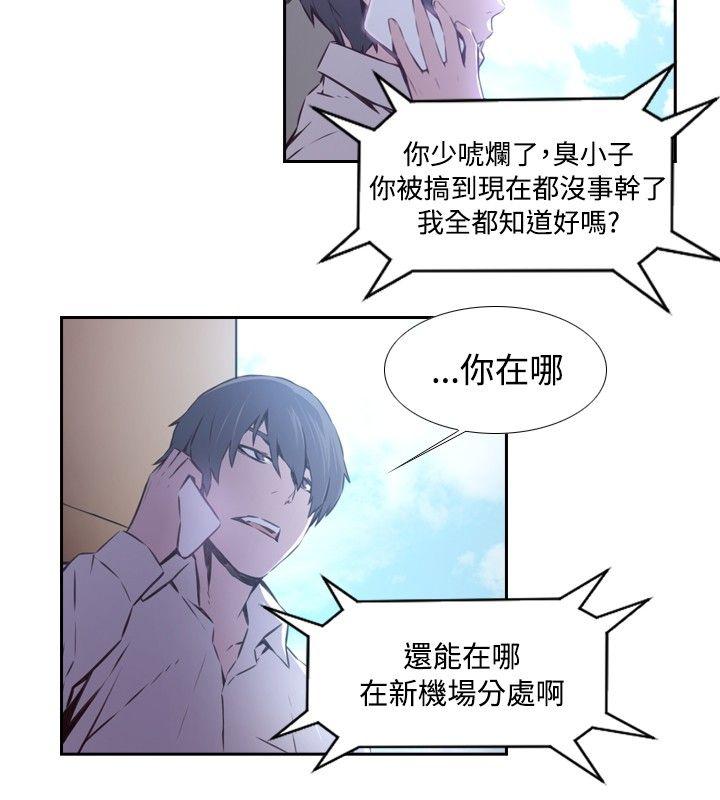 你少唬爛了，臭小子
你被搞到現在都沒事幹了
我全都知道好嗎?
...你在哪
還能在哪
在新機場分處啊